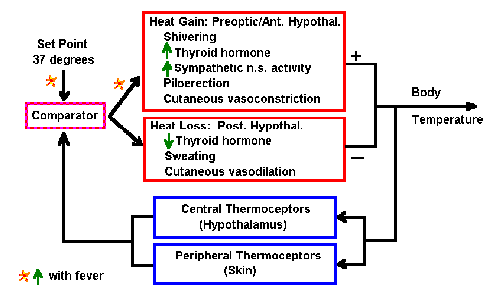 Heat Gain: Preoptic/Ant. Hypothal.
Shivering
Thyroid hormone
Sympathetic n.s. activity
Piloerection
Cutaneous vasoconstriction
Set Point
37 degrees
Comparator
+
Body
Temperature
Heat Loss: Post. Hypothal.
Thyroid hormone
Sweating
Cutaneous vasodilation
–
Central Thermoceptors
(Hypothalamus)
Peripheral Thermoceptors
(Skin)
with fever